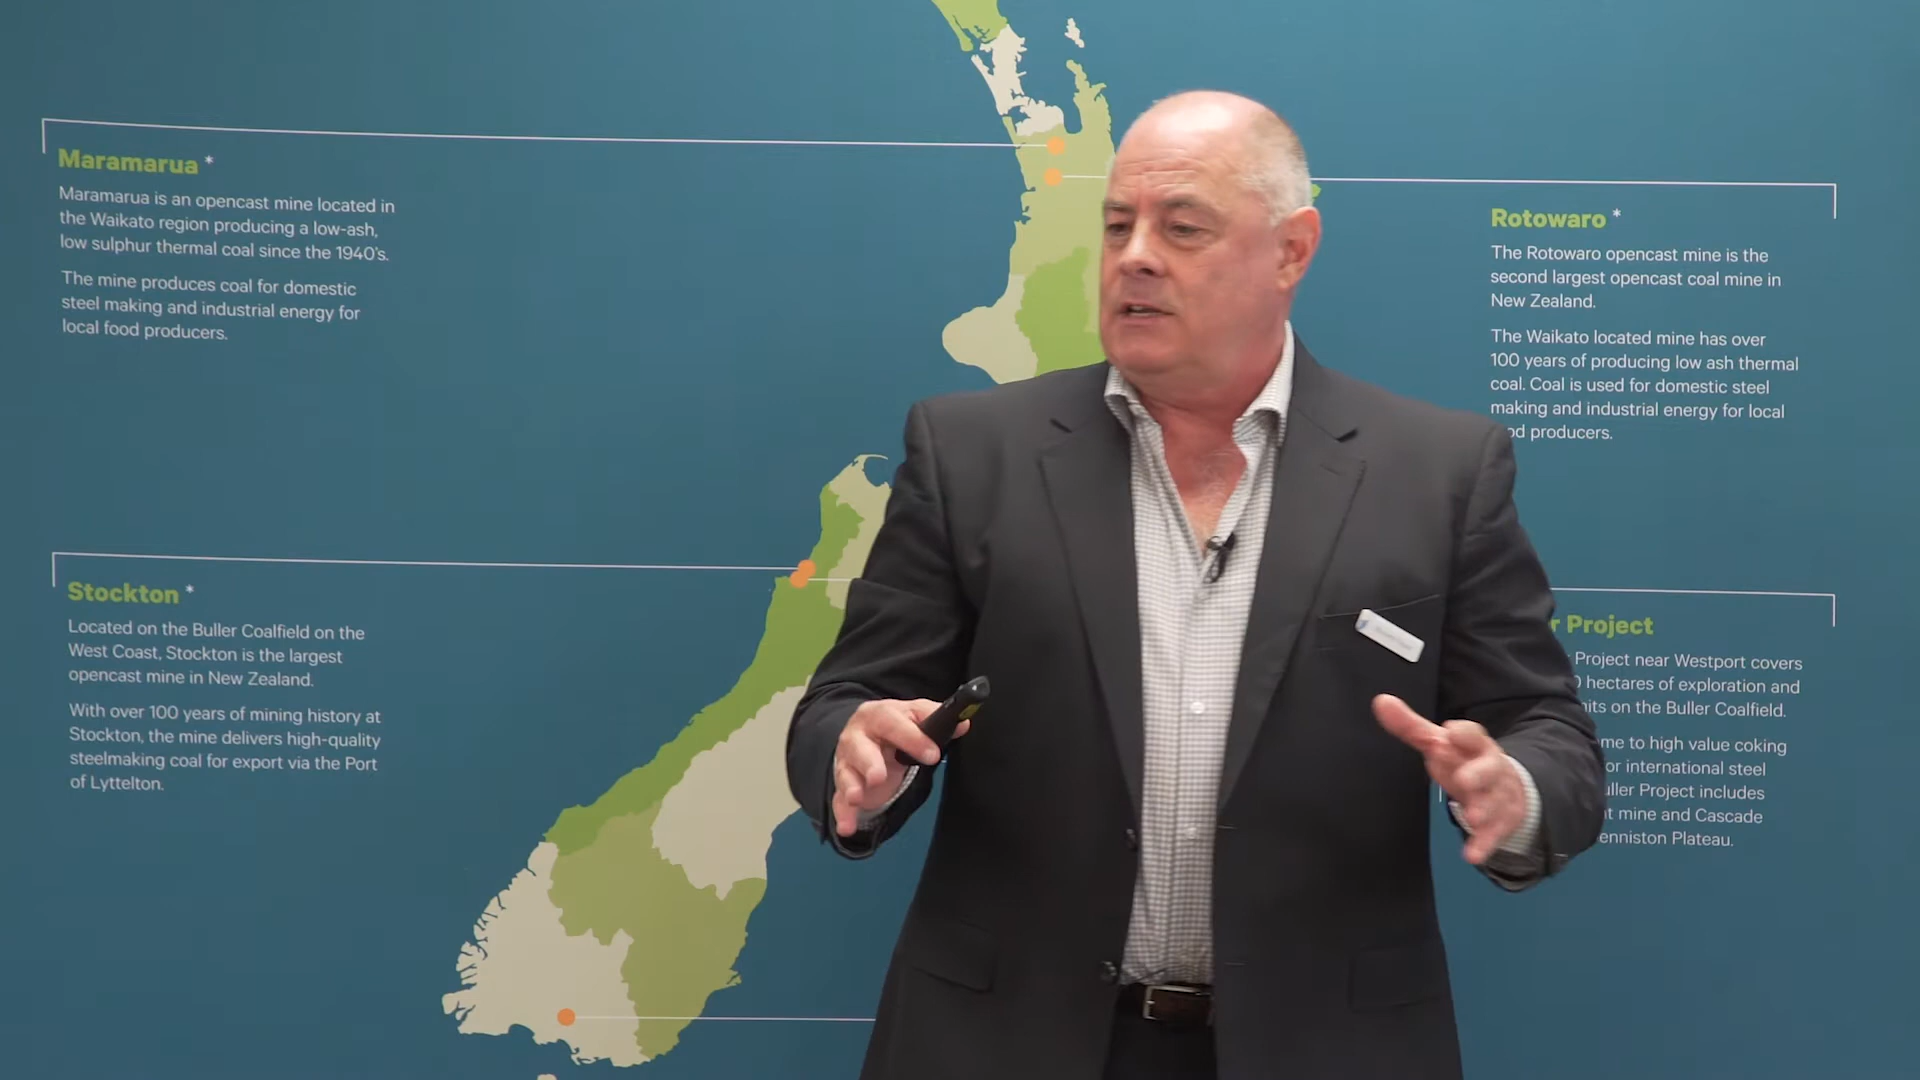 Maramarua *
Maramarua is an opencast mine located in
the Waikato region producing a low-ash,
low sulphur thermal coal since the 1940's.
The mine produces coal for domestic
steel making and industrial energy for
local food producers.
Rotowaro *
The Rotowaro opencast mine is the
second largest opencast coal mine in
New Zealand.
The Waikato located mine has over
100 years of producing low ash thermal
coal. Coal is used for domestic steel
making and industrial energy for local
producers.
Stockton *
Located on the Buller Coalfield on the
West Coast, Stockton is the largest
opencast mine in New Zealand.
With over 100 years of mining history at
Stockton, the mine delivers high-quality
steelmaking coal for export via the Port
of Lyttelton.
Project
Project near Westport covers
hectares of exploration and
on the Buller Coalfield.
to high value coking
or international steel
Project includes
mine and Cascade
Plateau.